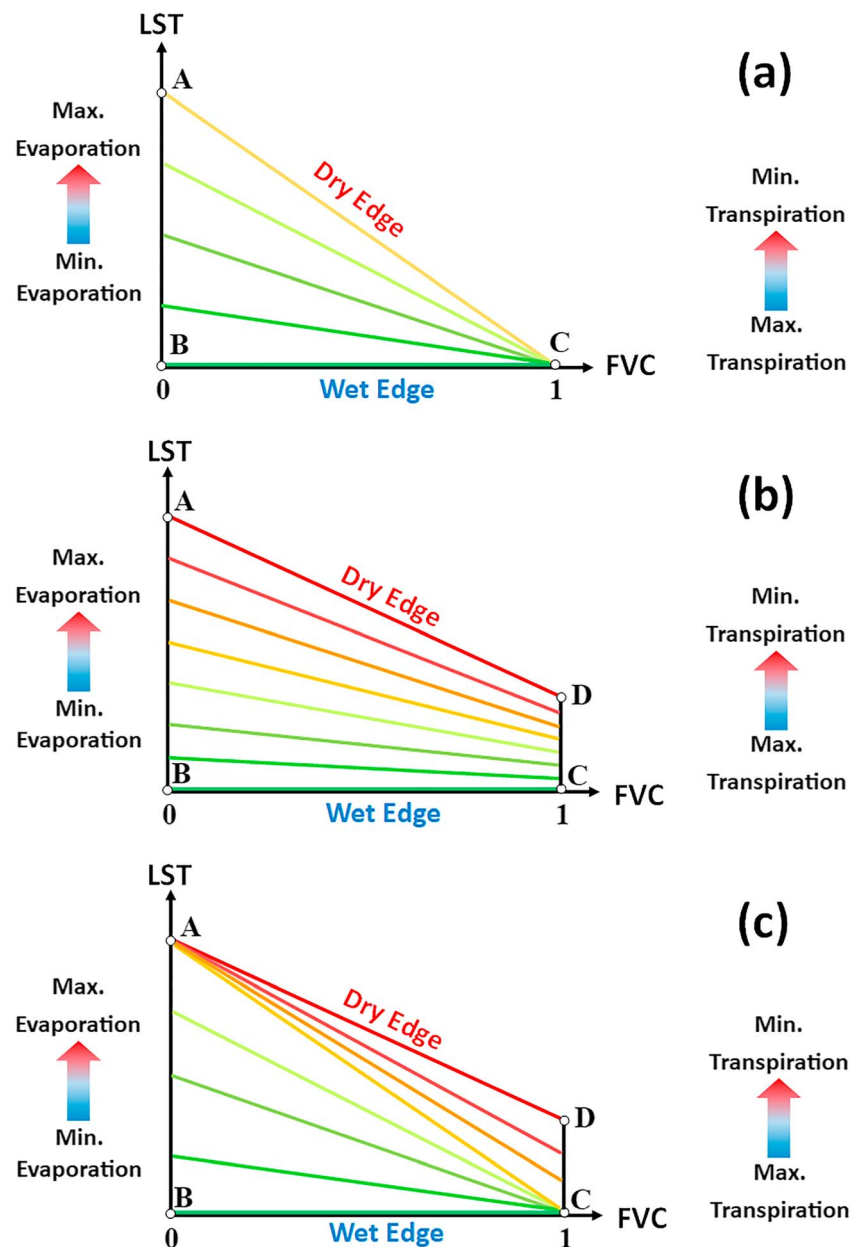 LST
(a)
A
Max.
Evaporation
Dry Edge
Min.
Transpiration
Min.
Evaporation
Max.
Transpiration
B
C
FVC
0
Wet Edge
1
LST
(b)
A
Max.
Evaporation
Dry Edge
Min.
Transpiration
D
Min.
Evaporation
Max.
Transpiration
B
C
FVC
0
Wet Edge
1
LST
(c)
A
Max.
Evaporation
Dry Edge
Min.
Transpiration
D
Min.
Evaporation
Max.
Transpiration
B
C
FVC
0
Wet Edge
1